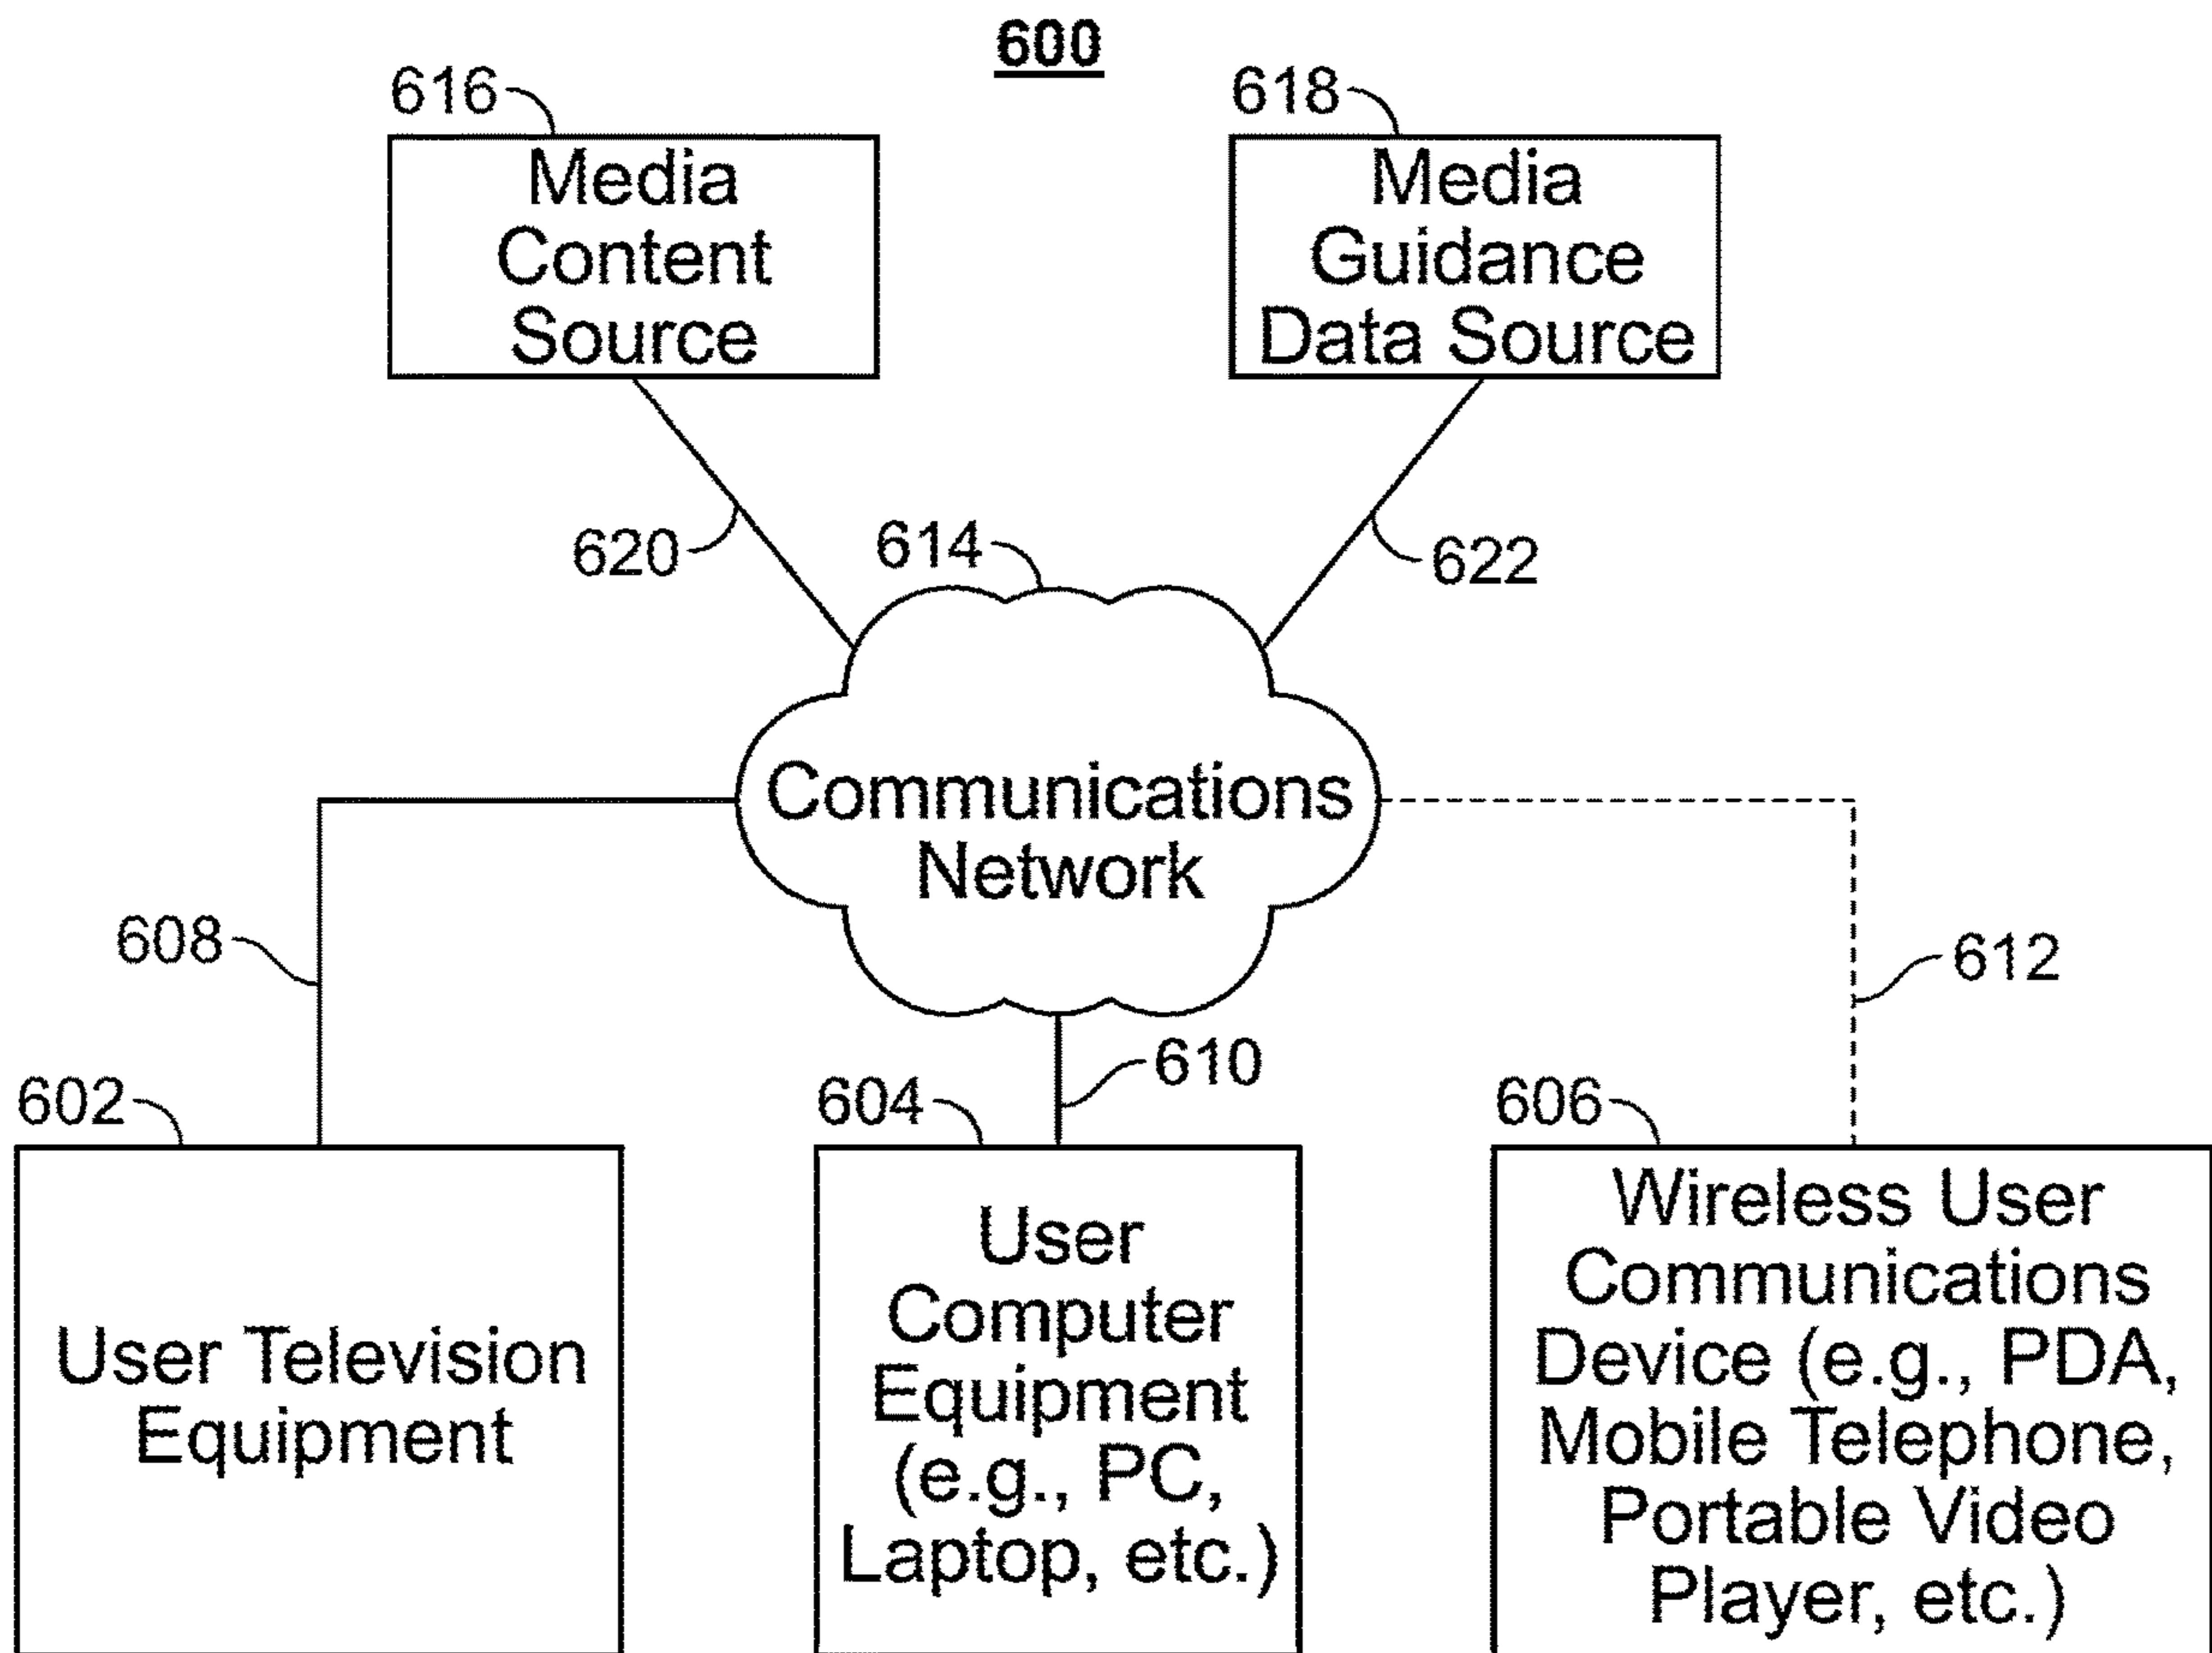 600
616
618
Media
Content
Source
Media
Guidance
Data Source
620
614
622
Communications
Network
608
612
610
602
604
606
User Television
Equipment
User
Computer
Equipment
(e.g., PC,
Laptop, etc.)
Wireless User
Communications
Device (e.g., PDA,
Mobile Telephone,
Portable Video
Player, etc.)